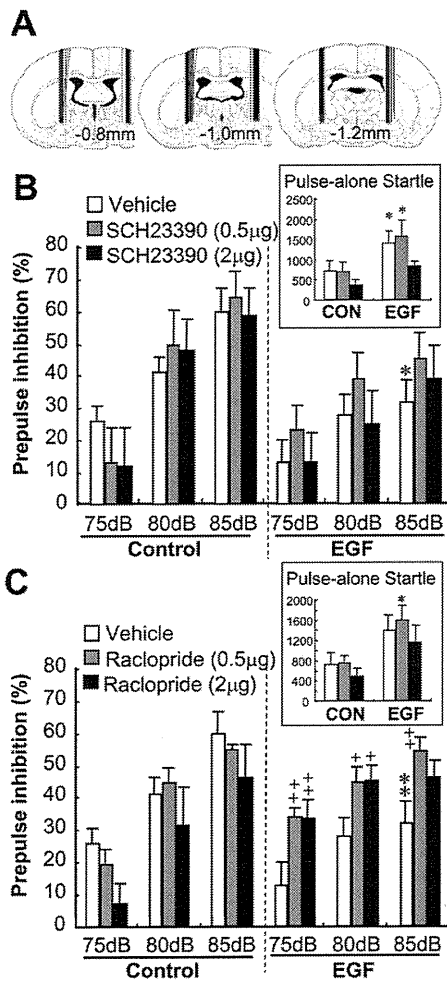 A
-0.8mm -1.0mm -1.2mm
B
Vehicle
SCH23390 (0.5µg)
SCH23390 (2µg)
Pulse-alone Startle
2500
2000
1500
1000
500
0
CON EGF
* *
Prepulse inhibition (%)
80
70
60
50
40
30
20
10
0
*
75dB 80dB 85dB 75dB 80dB 85dB
Control EGF
C
Vehicle
Raclopride (0.5µg)
Raclopride (2µg)
Pulse-alone Startle
2000
1600
1200
800
400
0
CON EGF
*
Prepulse inhibition (%)
80
70
60
50
40
30
20
10
0
++ ++ + + ** ++
75dB 80dB 85dB 75dB 80dB 85dB
Control EGF